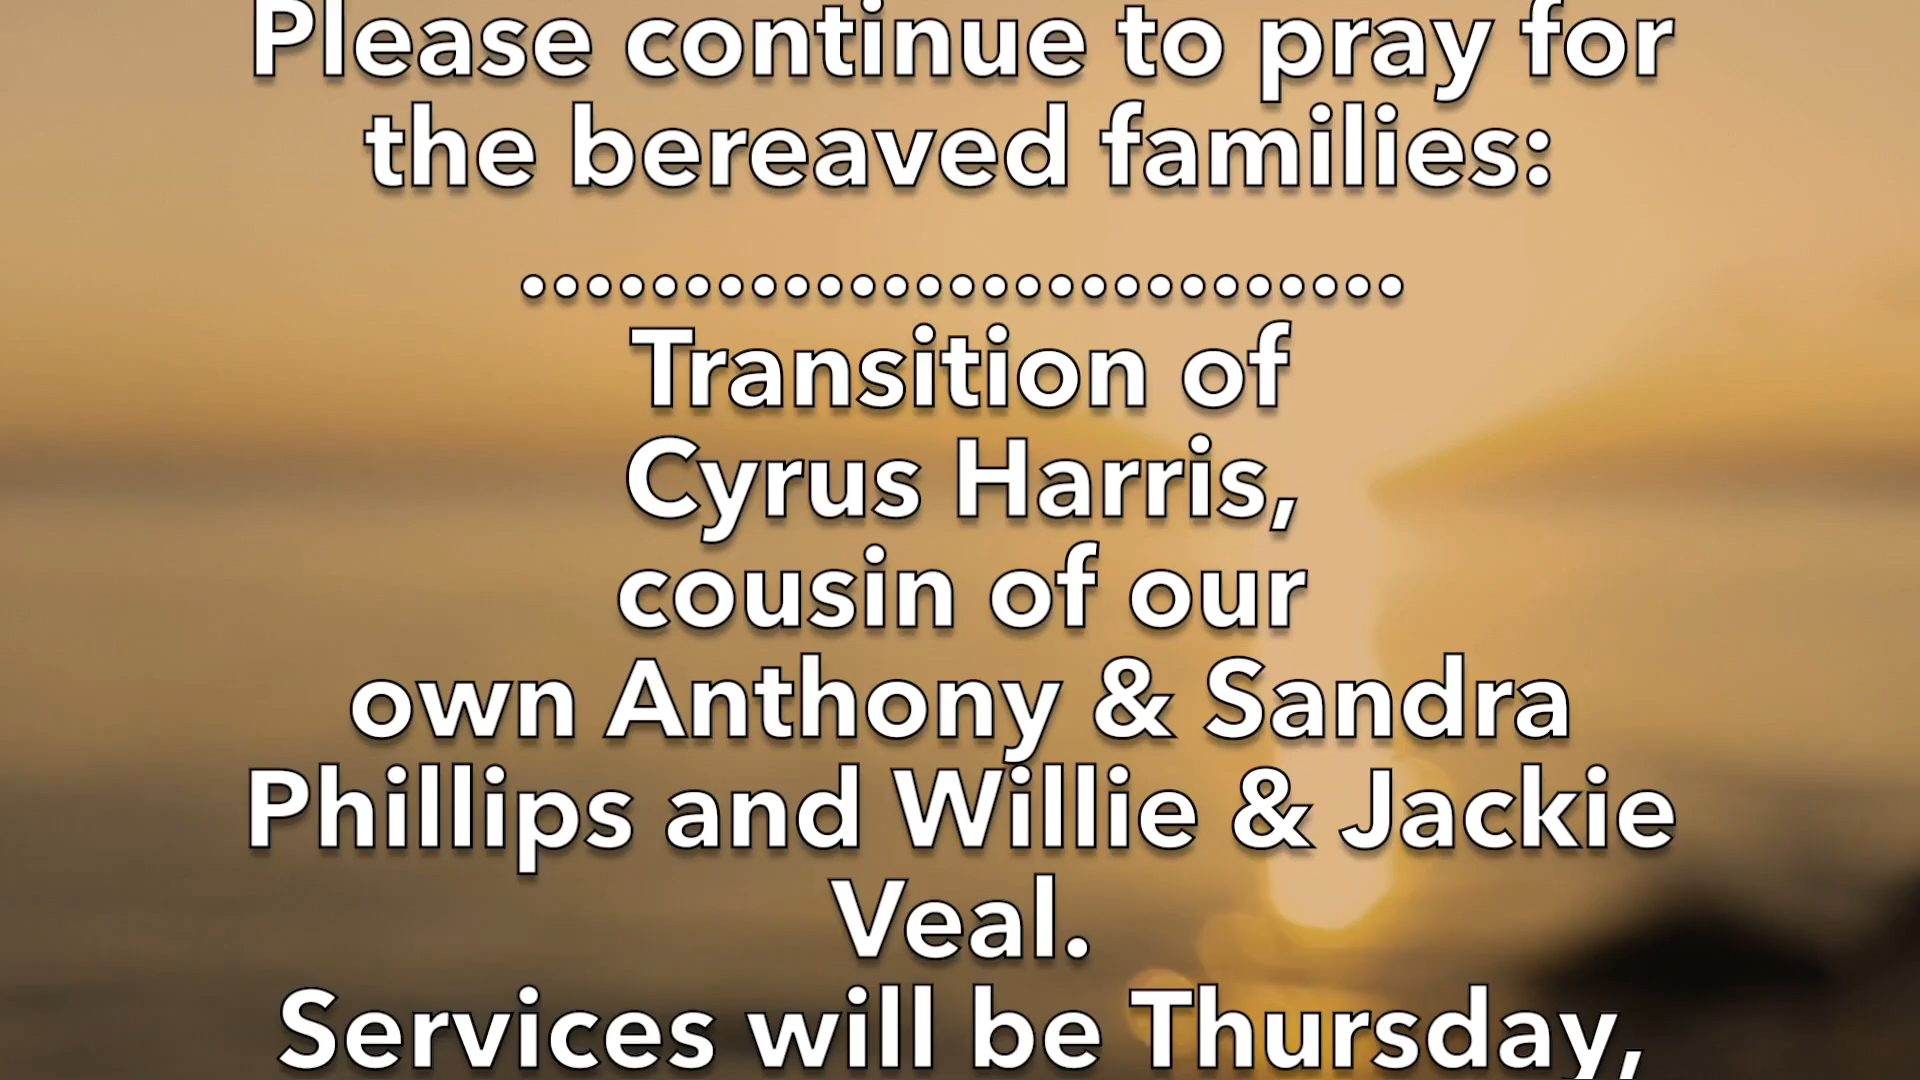 Please continue to pray for
the bereaved families:
...........................
Transition of
Cyrus Harris,
cousin of our
own Anthony & Sandra
Phillips and Willie & Jackie
Veal.
Services will be Thursday,